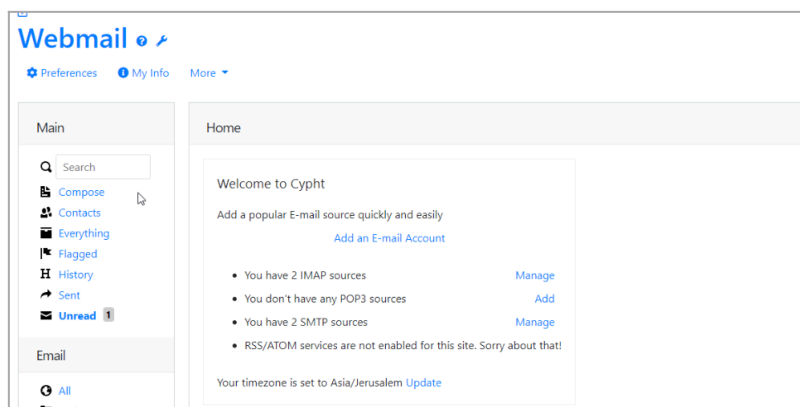 Webmail
Preferences My Info More
Main
Search
Compose
Contacts
Everything
Flagged
History
Sent
Unread 1
Email
All
Home
Welcome to Cypht
Add a popular E-mail source quickly and easily
Add an E-mail Account
You have 2 IMAP sources Manage
You don't have any POP3 sources Add
You have 2 SMTP sources Manage
RSS/ATOM services are not enabled for this site. Sorry about that!
Your timezone is set to Asia/Jerusalem Update